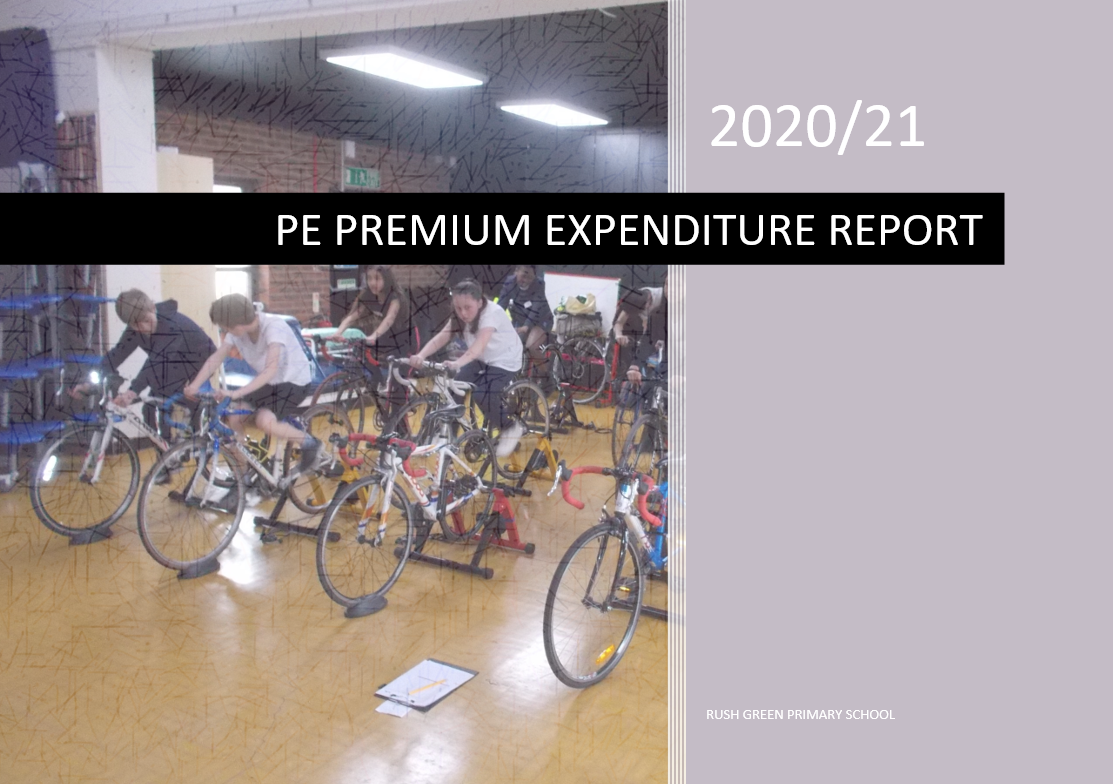 2020/21
PE PREMIUM EXPENDITURE REPORT
RUSH GREEN PRIMARY SCHOOL